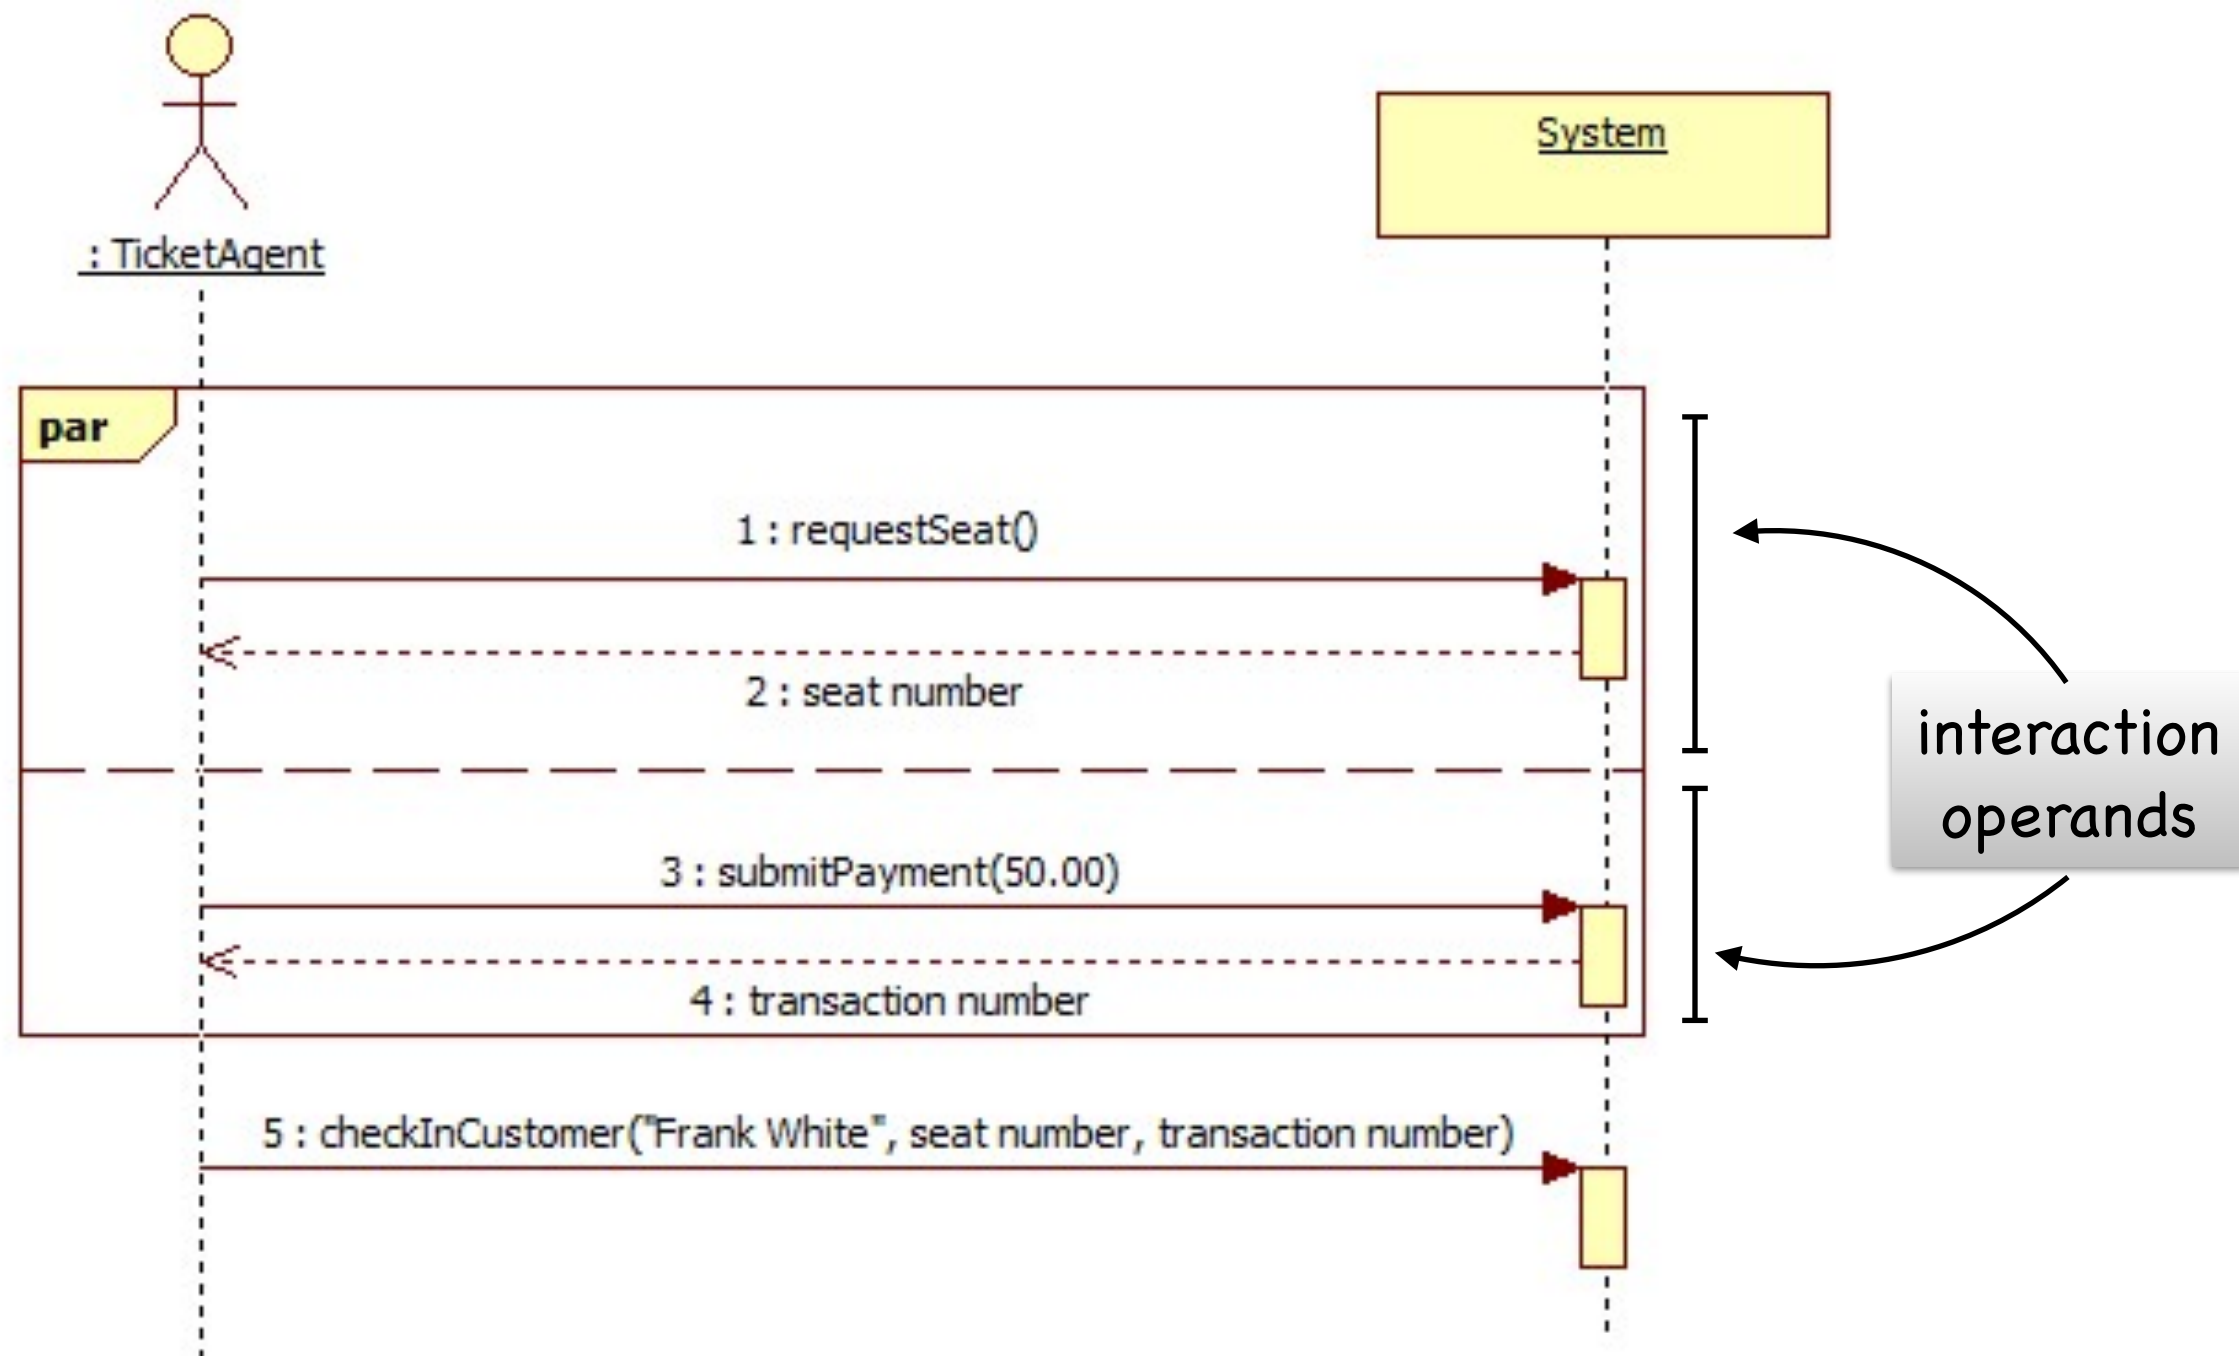 : TicketAgent
System
par
1 : requestSeat()
2 : seat number
interaction
operands
3 : submitPayment(50.00)
4 : transaction number
5 : checkInCustomer("Frank White", seat number, transaction number)